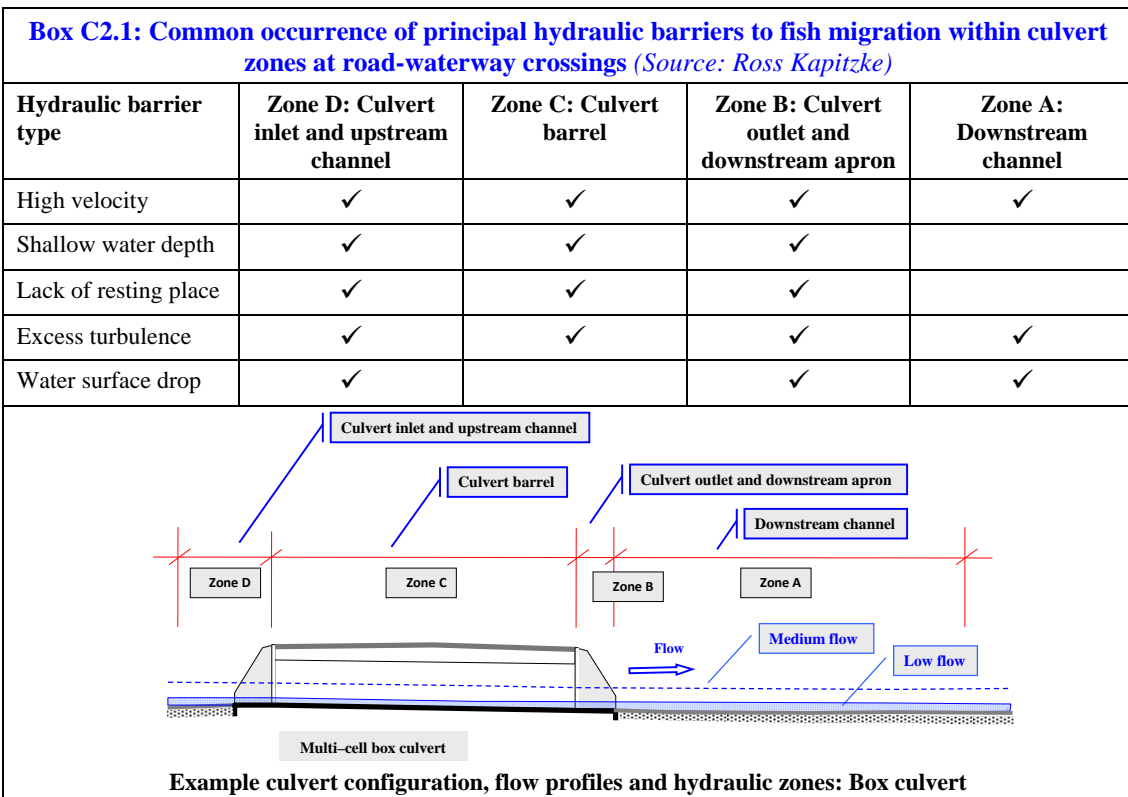 Box C2.1: Common occurrence of principal hydraulic barriers to fish migration within culvert
zones at road-waterway crossings (Source: Ross Kapitzke)
Hydraulic barrier
type
Zone D: Culvert
inlet and upstream
channel
Zone C: Culvert
barrel
Zone B: Culvert
outlet and
downstream apron
Zone A:
Downstream
channel
High velocity ✓ ✓ ✓ ✓
Shallow water depth ✓ ✓ ✓
Lack of resting place ✓ ✓ ✓
Excess turbulence ✓ ✓ ✓ ✓
Water surface drop ✓ ✓ ✓
Culvert inlet and upstream channel
Culvert barrel
Culvert outlet and downstream apron
Downstream channel
Zone D
Zone C
Zone B
Zone A
Flow
Medium flow
Low flow
Multi–cell box culvert
Example culvert configuration, flow profiles and hydraulic zones: Box culvert